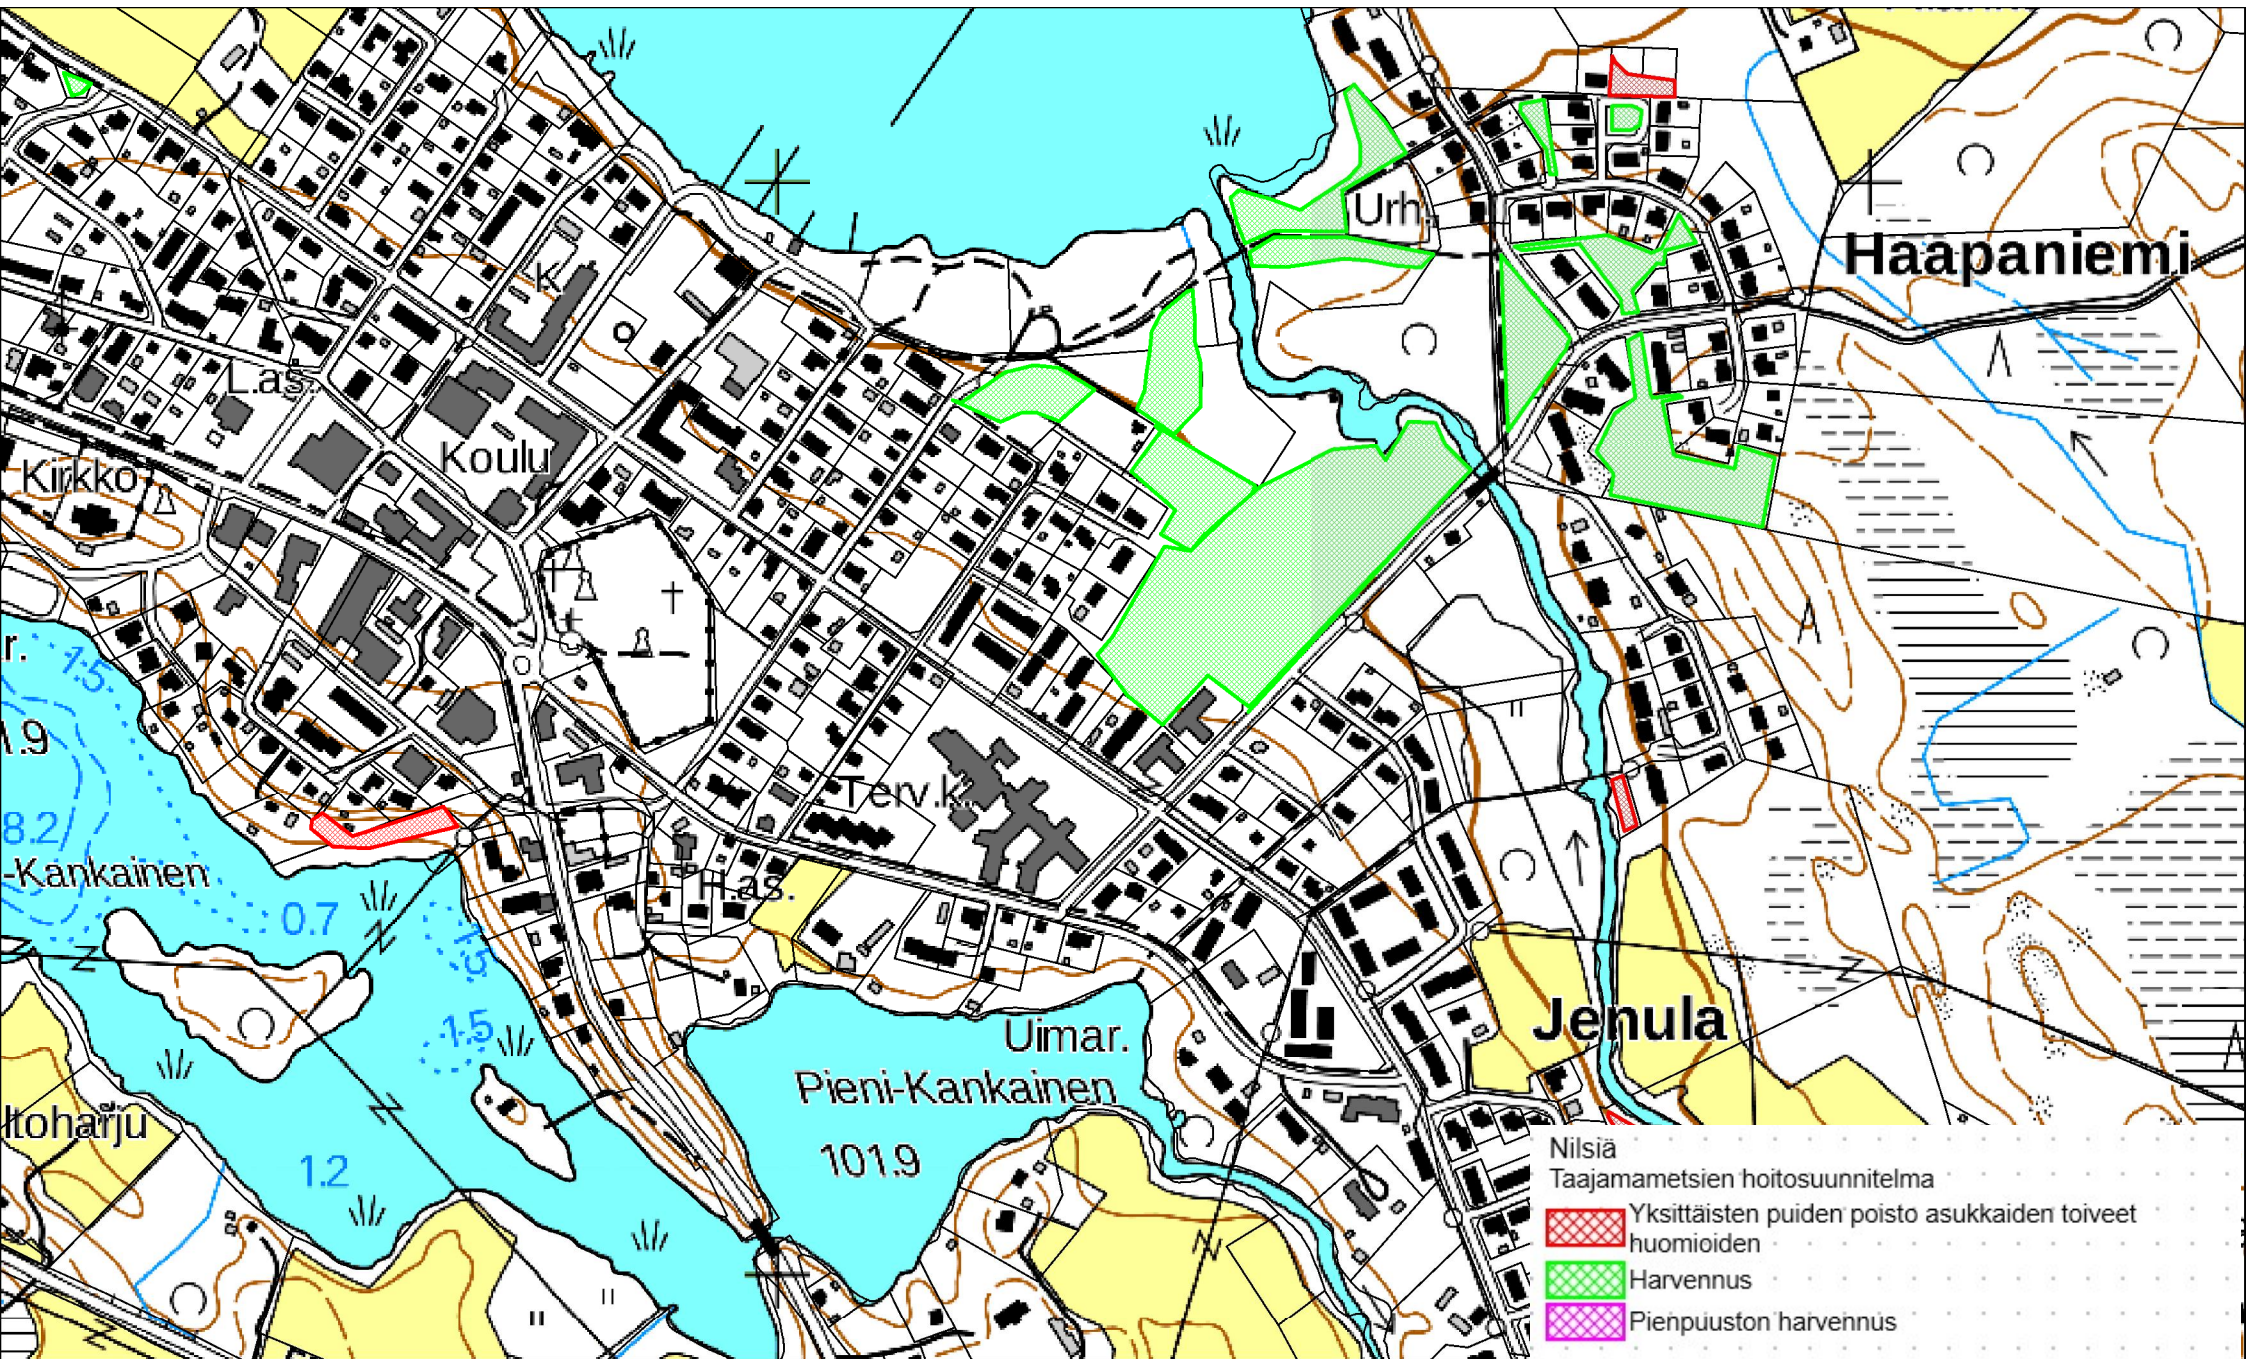 Urh.
Haapaniemi
K
L.as.
Koulu
Kirkko
r.
1.5
1.9
8.2
-Kankainen
0.7
1.5
1.5
Terv.k.
H.as.
Jenula
Uimar.
Pieni-Kankainen
101.9
ltoharju
1.2
Nilsiä
Taajamametsien hoitosuunnitelma
Yksittäisten puiden poisto asukkaiden toiveet
huomioiden
Harvennus
Pienpuuston harvennus